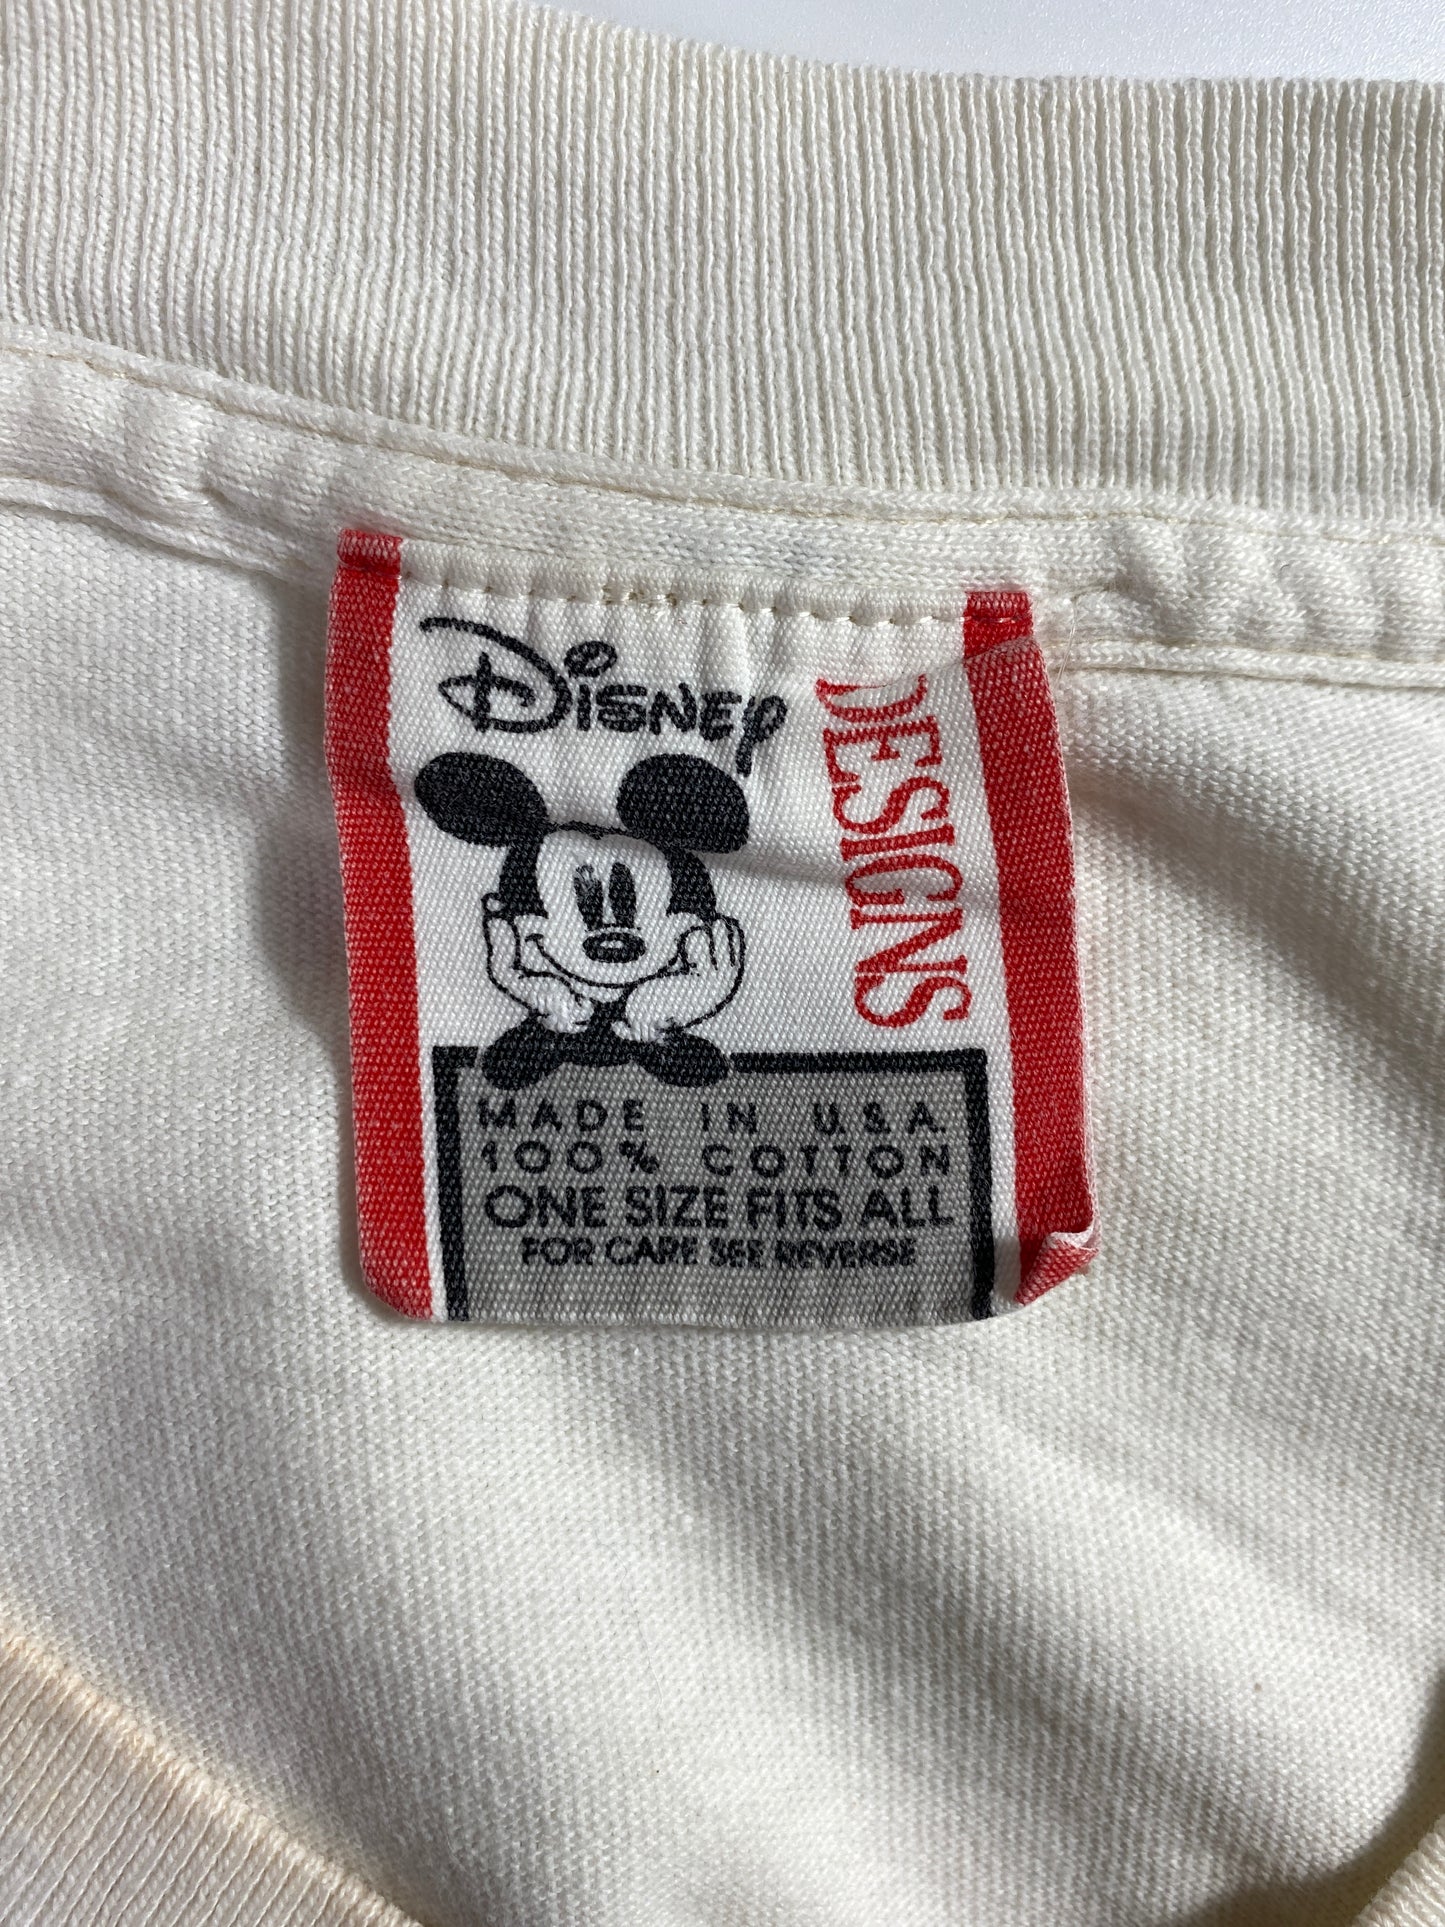 Disney
DESIGNS
MADE IN U.S.A.
100% COTTON
ONE SIZE FITS ALL
FOR CARE SEE REVERSE